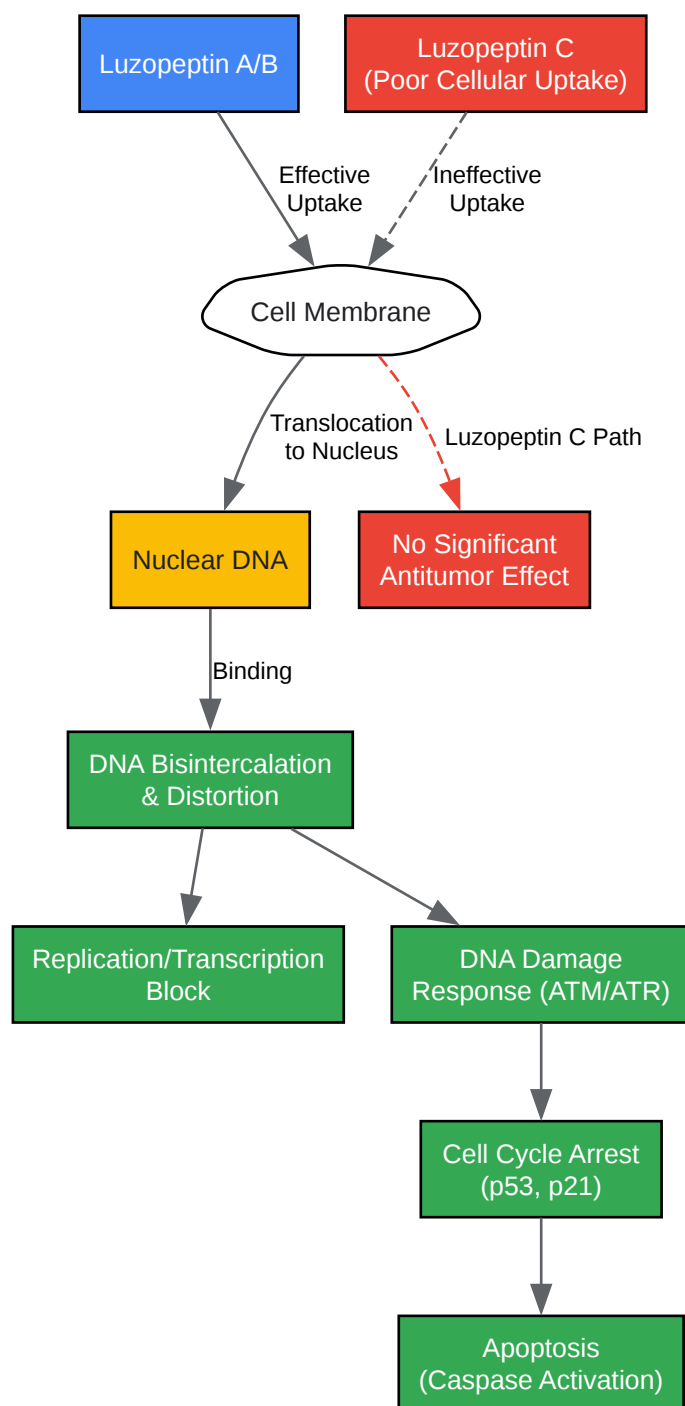 Luzopeptin A/B
Luzopeptin C
(Poor Cellular Uptake)
Effective
Uptake
Ineffective
Uptake
Cell Membrane
Translocation
to Nucleus
Luzopeptin C Path
Nuclear DNA
No Significant
Antitumor Effect
Binding
DNA Bisintercalation
& Distortion
Replication/Transcription
Block
DNA Damage
Response (ATM/ATR)
Cell Cycle Arrest
(p53, p21)
Apoptosis
(Caspase Activation)